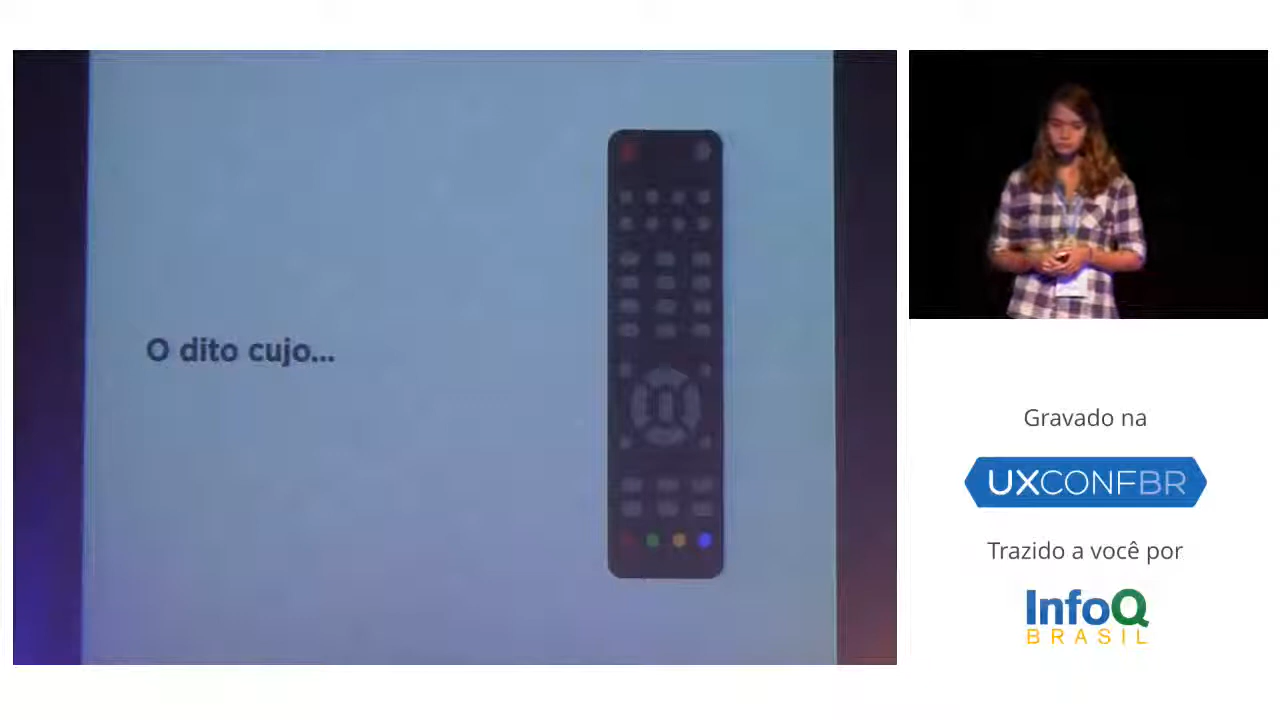 O dito cujo...
Gravado na
UXCONFBR
Trazido a você por
InfoQ
BRASIL